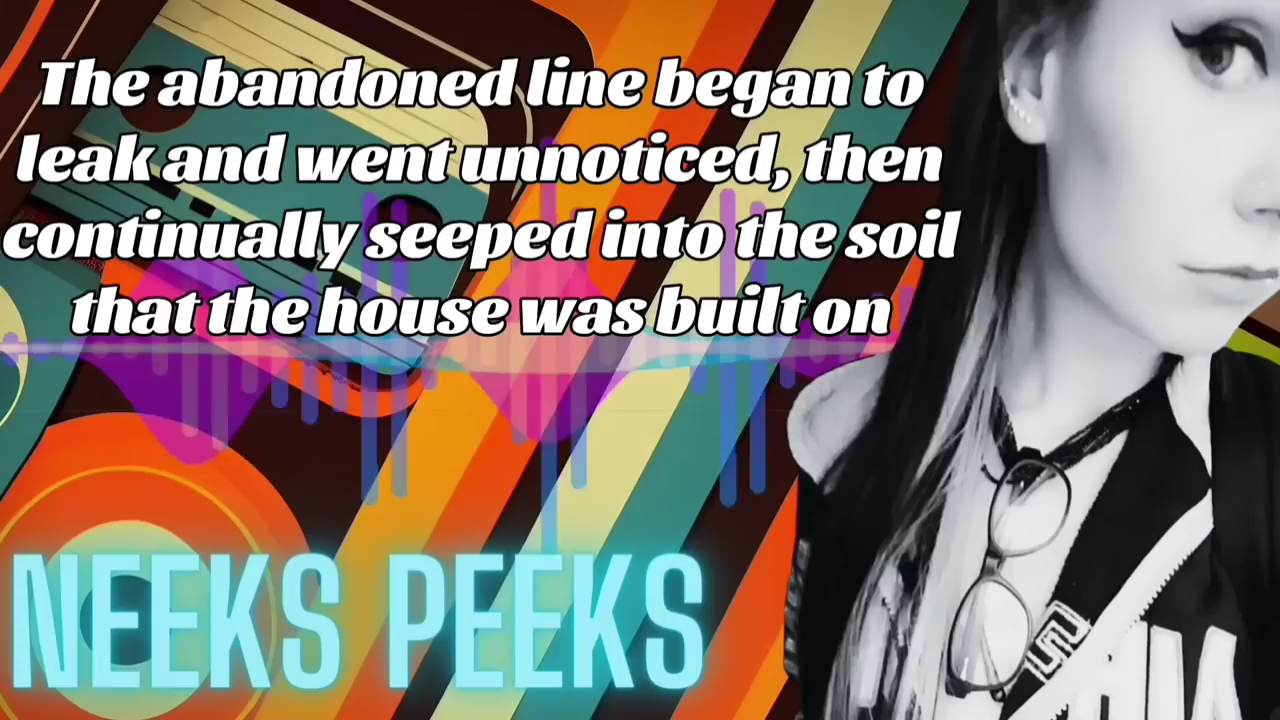 The abandoned line began to
leak and went unnoticed, then
continually seeped into the soil
that the house was built on
NEEKS PEEKS